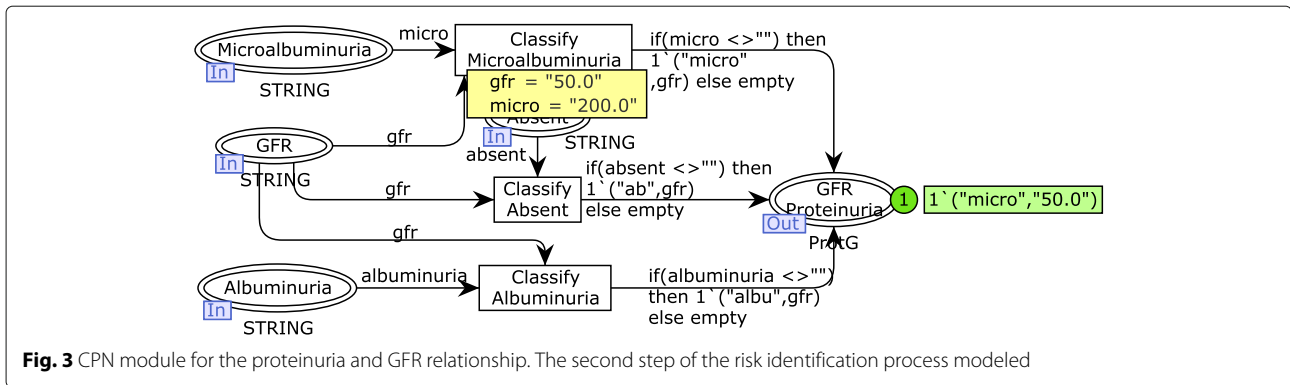 micro
Microalbuminuria
In
STRING
Classify
Microalbuminuria
if(micro <>"") then
1`("micro"
,gfr) else empty
gfr = "50.0"
micro = "200.0"
Absent
In
STRING
absent
GFR
In
STRING
gfr
gfr
gfr
Classify
Absent
if(absent <>"") then
1`("ab",gfr)
else empty
GFR
Proteinuria
Out
ProtG
1
1`("micro","50.0")
Albuminuria
In
STRING
albuminuria
Classify
Albuminuria
if(albuminuria <>"")
then 1`("albu",gfr)
else empty
Fig. 3 CPN module for the proteinuria and GFR relationship. The second step of the risk identification process modeled